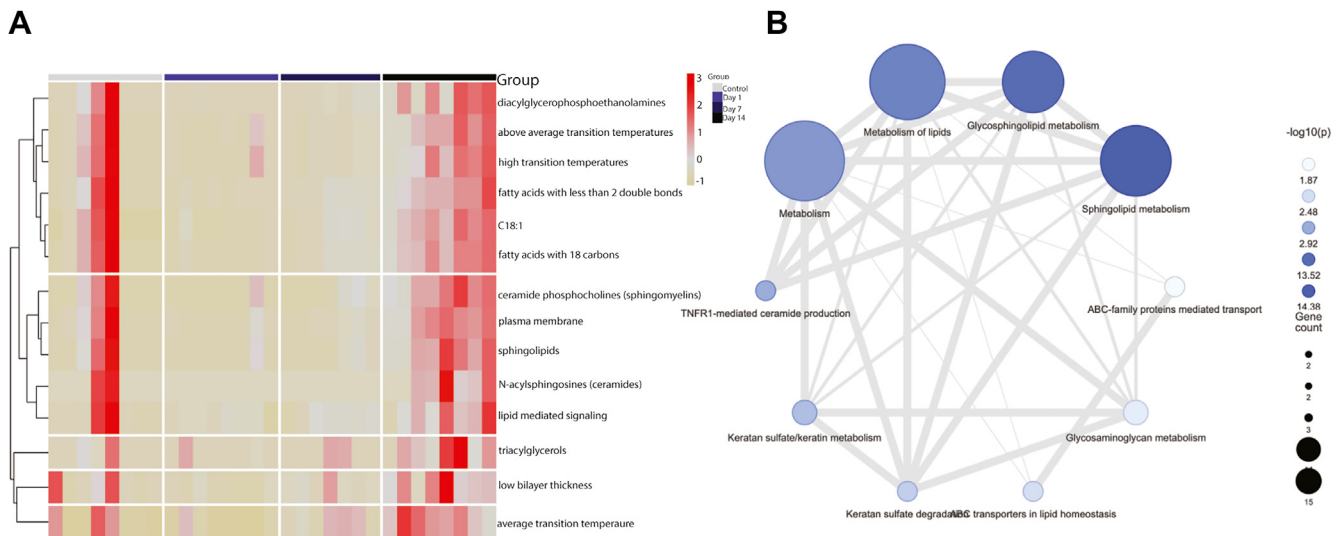 A
Group
diacylglycerophosphoethanolamines
above average transition temperatures
high transition temperatures
fatty acids with less than 2 double bonds
C18:1
fatty acids with 18 carbons
ceramide phosphocholines (sphingomyelins)
plasma membrane
sphingolipids
N-acylsphingosines (ceramides)
lipid mediated signaling
triacylglycerols
low bilayer thickness
average transition temperaure
3
2
1
0
-1
Group
Control
Day 1
Day 7
Day 14
B
Metabolism of lipids
Glycosphingolipid metabolism
Metabolism
Sphingolipid metabolism
TNFR1-mediated ceramide production
ABC-family proteins mediated transport
Keratan sulfate/keratin metabolism
Glycosaminoglycan metabolism
Keratan sulfate degradation
ABC transporters in lipid homeostasis
-log10(p)
1.87
2.48
2.92
13.52
14.38
Gene
count
2
2
3
15